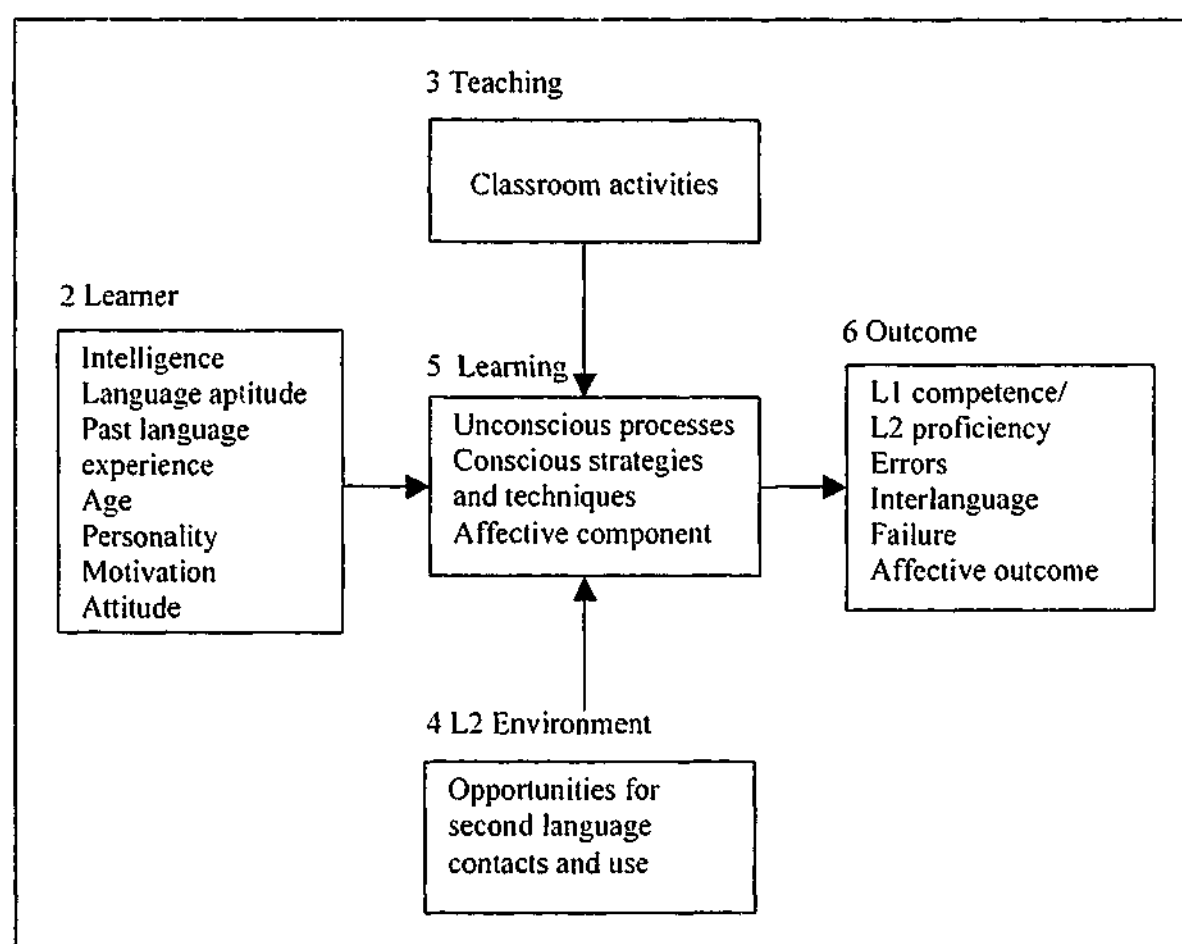 3 Teaching
Classroom activities
2 Learner
Intelligence
Language aptitude
Past language
experience
Age
Personality
Motivation
Attitude
5 Learning
Unconscious processes
Conscious strategies
and techniques
Affective component
6 Outcome
L1 competence/
L2 proficiency
Errors
Interlanguage
Failure
Affective outcome
4 L2 Environment
Opportunities for
second language
contacts and use